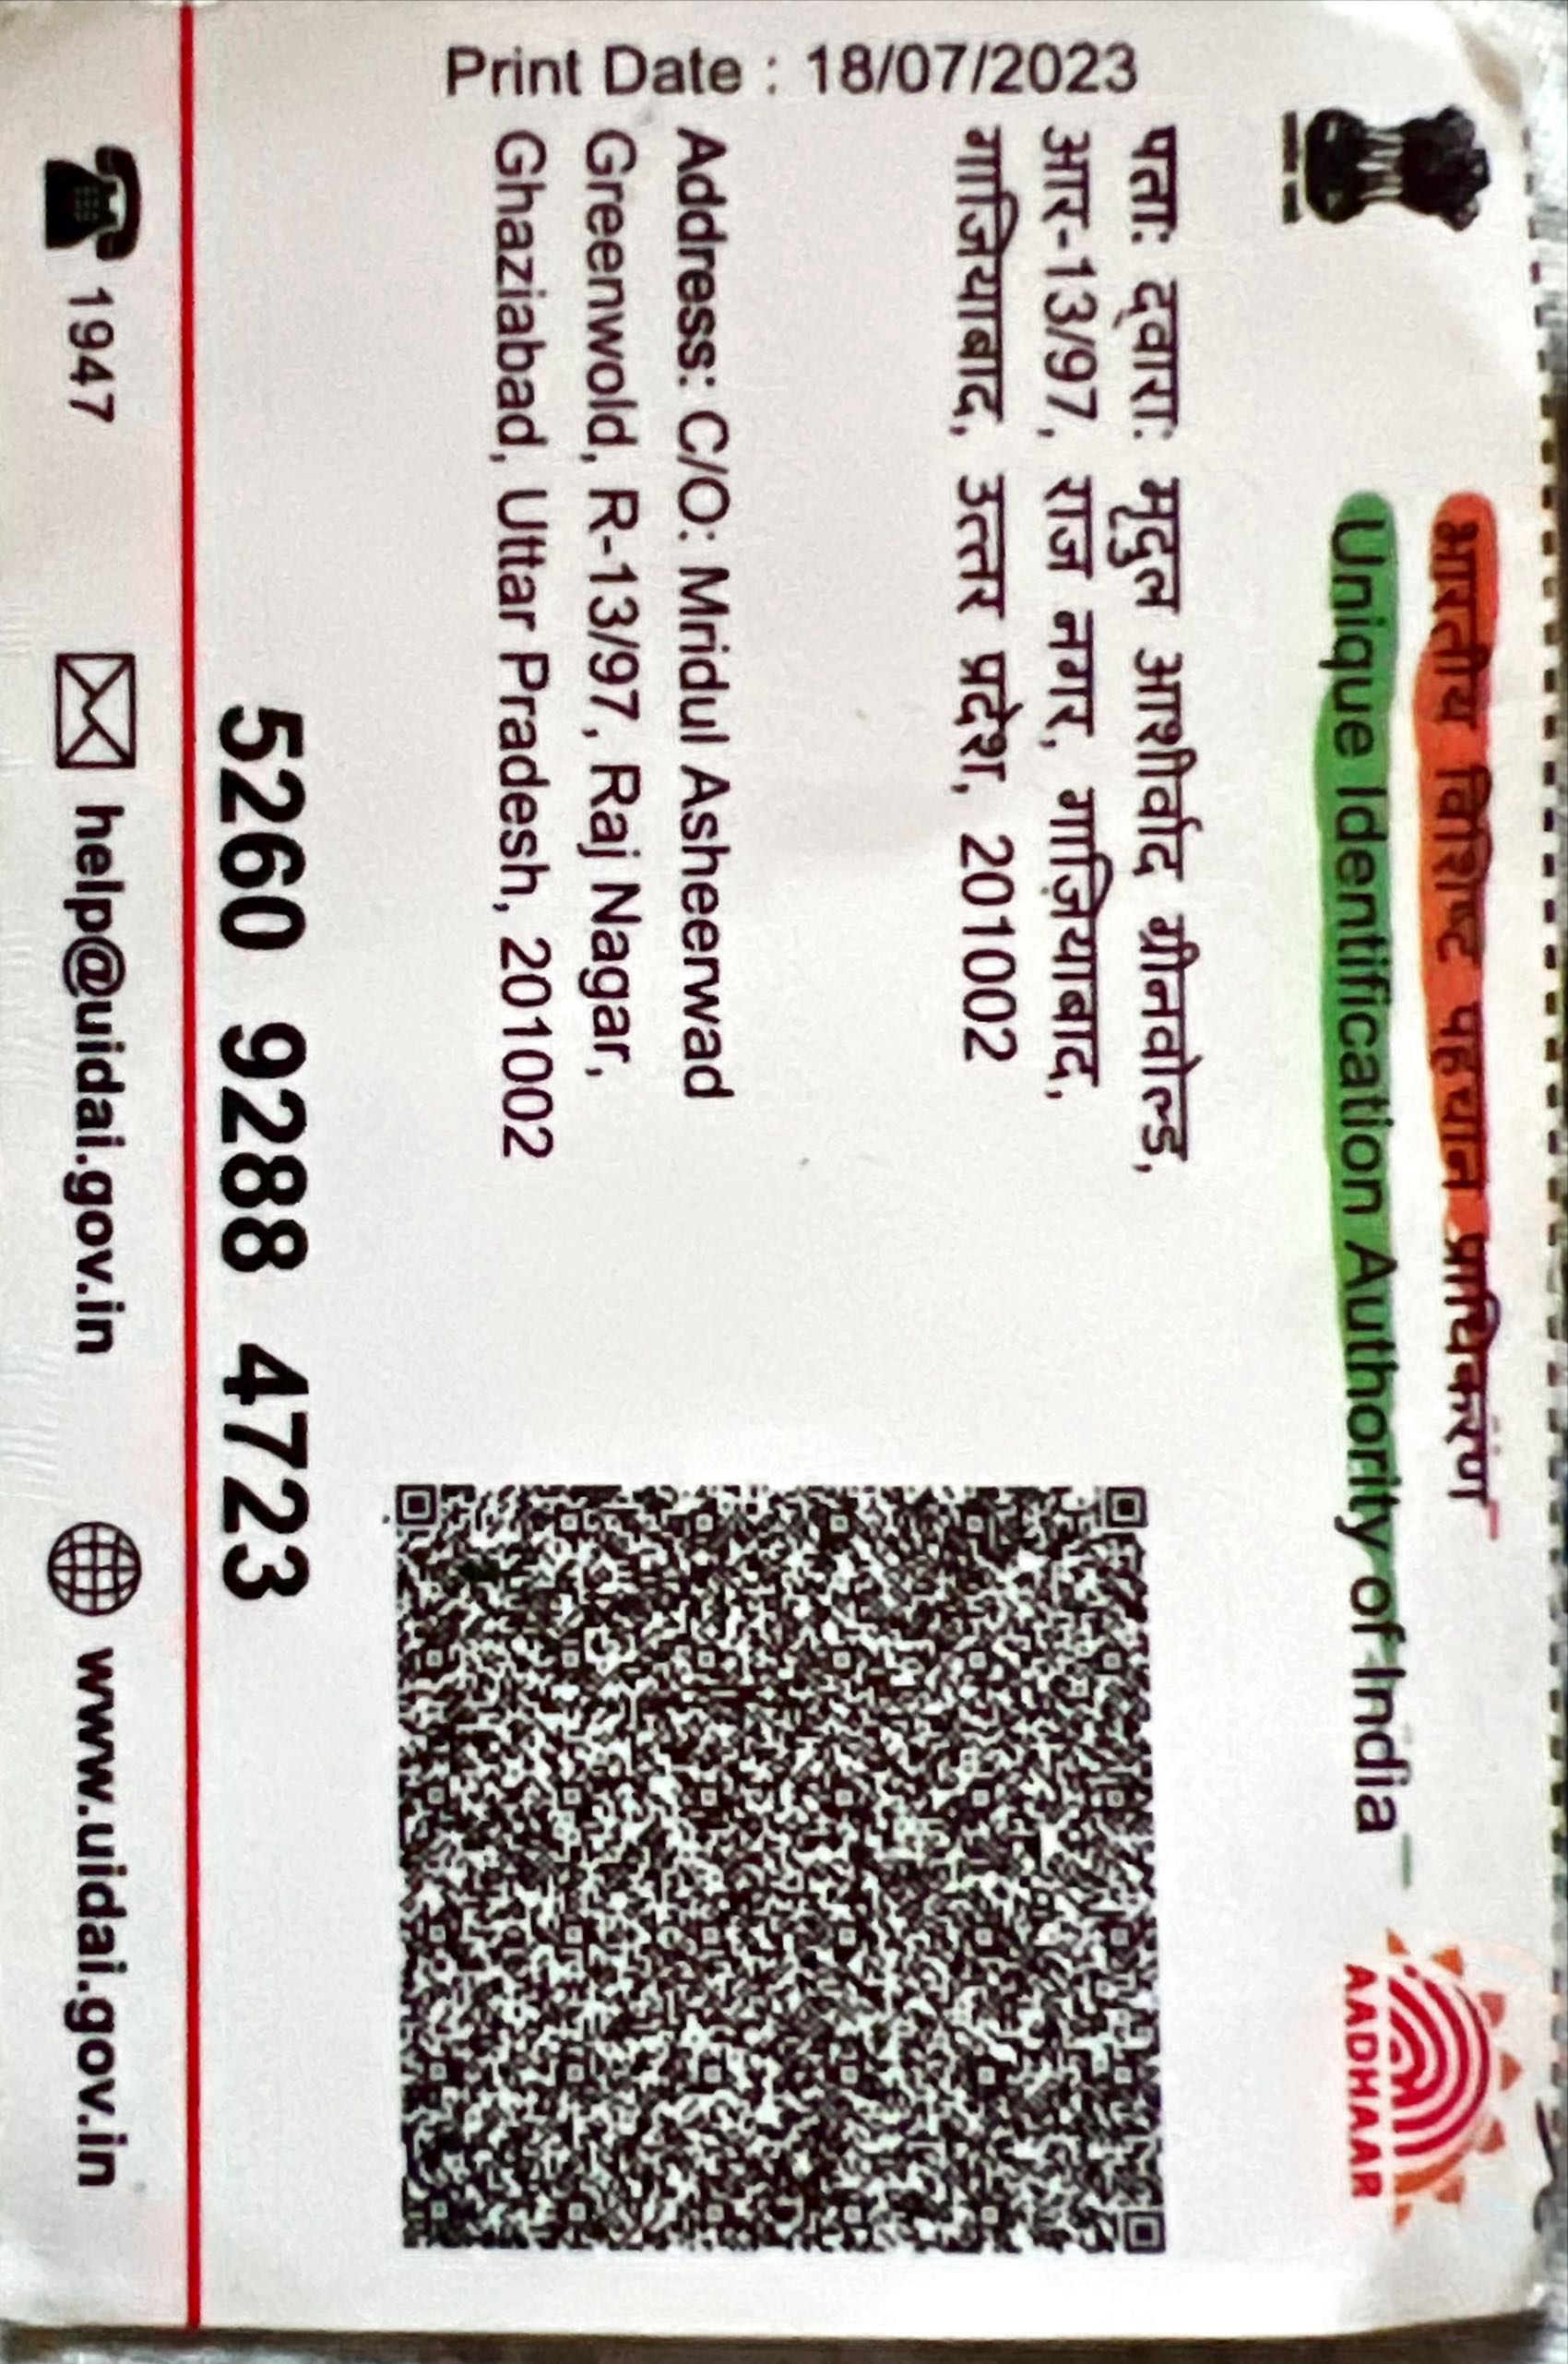 भारतीय विशिष्ट पहचान प्राधिकरण
Unique Identification Authority of India
AADHAAR
पता: द्वारा: मृदुल आशीर्वाद ग्रीनवोल्ड,
आर-13/97, राज नगर, गाज़ियाबाद,
गाजियाबाद, उत्तर प्रदेश, 201002
Address: C/O: Mridul Asheerwad
Greenwold, R-13/97, Raj Nagar,
Ghaziabad, Uttar Pradesh, 201002
Print Date : 18/07/2023
5260 9288 4723
1947
help@uidai.gov.in
www.uidai.gov.in